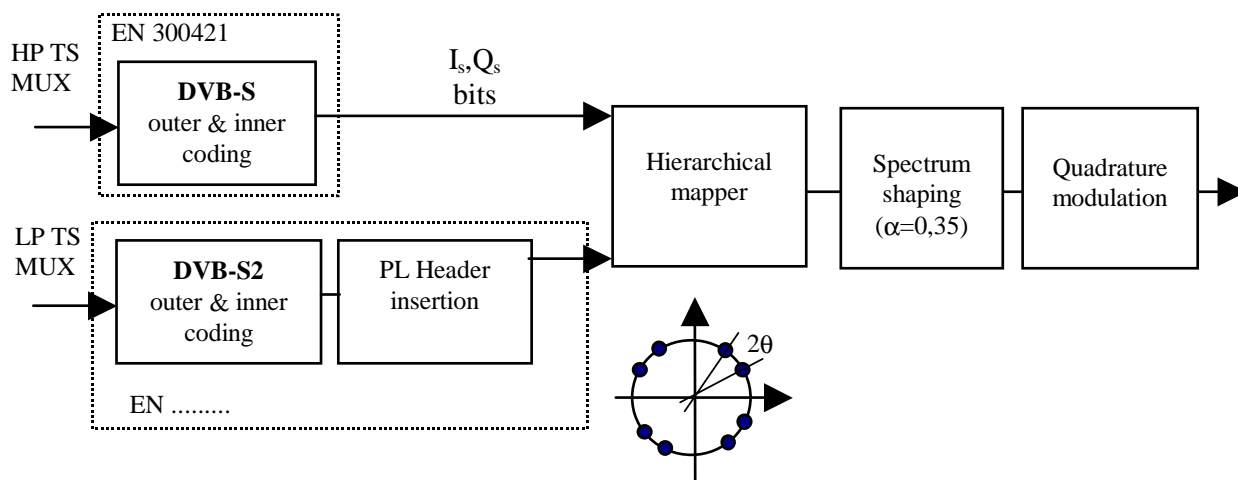 EN 300421
HP TS
MUX
DVB-S
outer & inner
coding
Is,Qs
bits
Hierarchical
mapper
Spectrum
shaping
(α=0,35)
Quadrature
modulation
LP TS
MUX
DVB-S2
outer & inner
coding
PL Header
insertion
EN .........
2θ